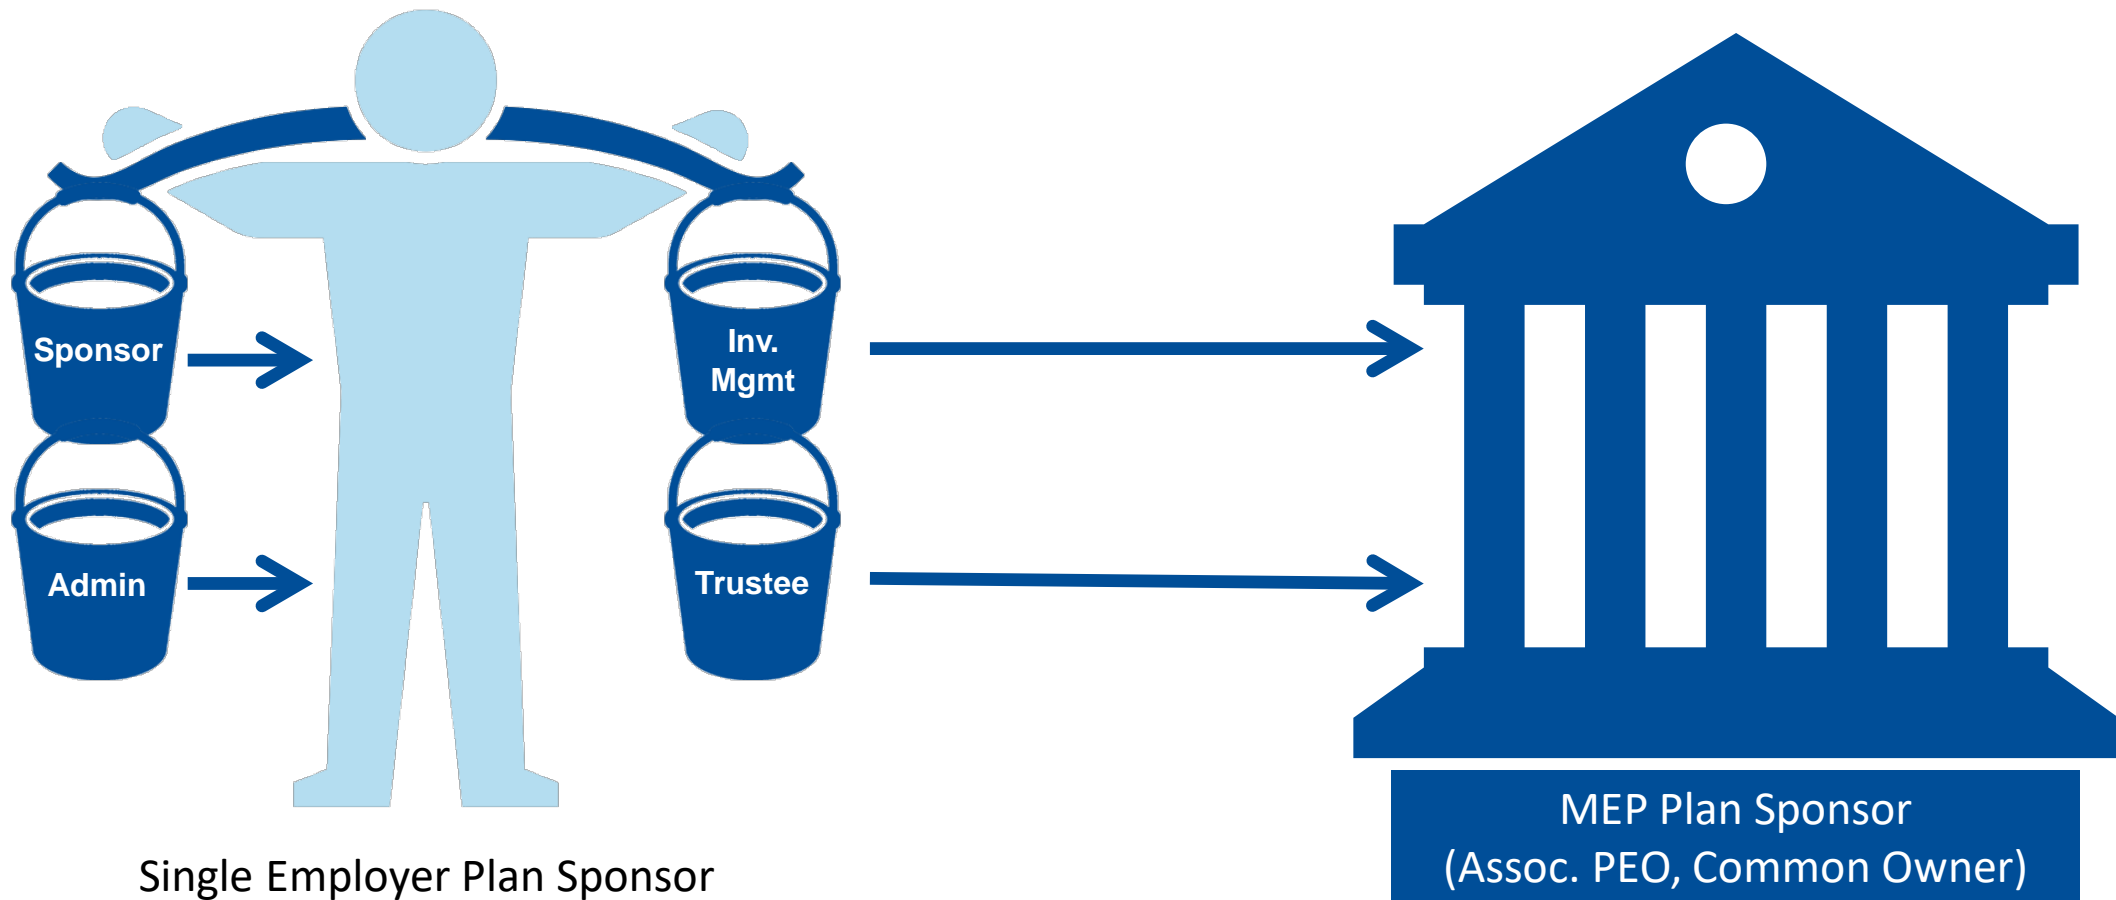 Sponsor
Inv.
Mgmt
Admin
Trustee
Single Employer Plan Sponsor
MEP Plan Sponsor
(Assoc. PEO, Common Owner)